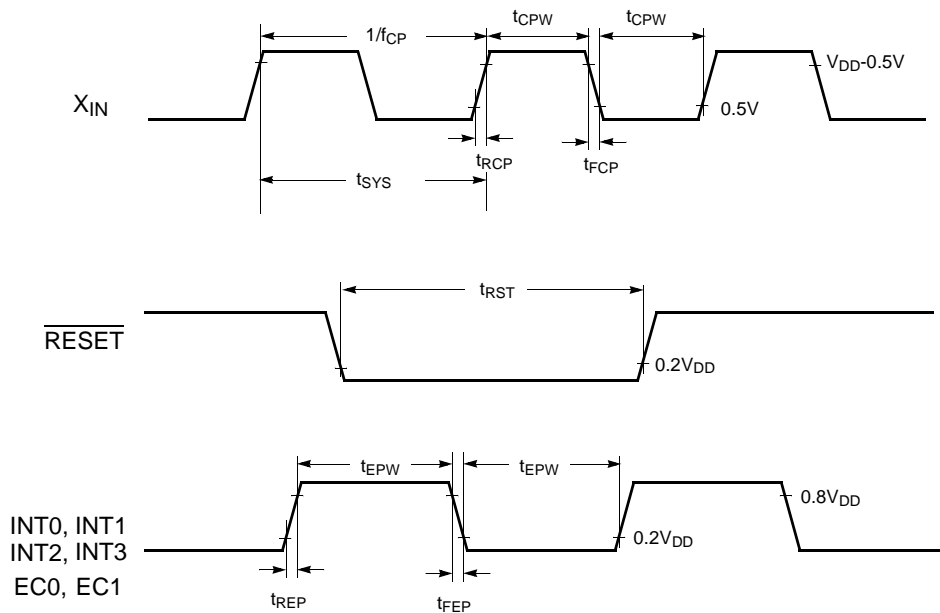 1/fCP
tCPW
tCPW
VDD-0.5V
XIN
0.5V
tRCP
tFCP
tSYS
tRST
RESET
0.2VDD
tEPW
tEPW
0.8VDD
INT0, INT1
INT2, INT3
EC0, EC1
0.2VDD
tREP
tFEP